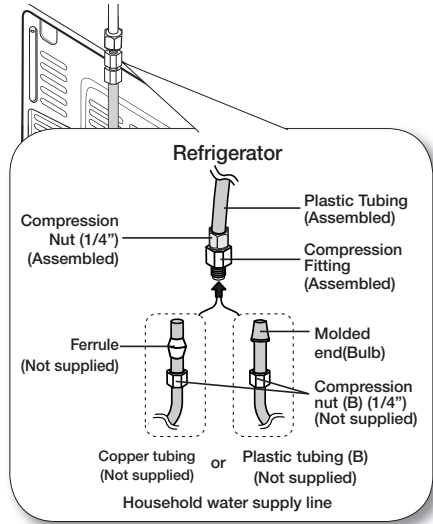 Refrigerator
Plastic Tubing
(Assembled)
Compression
Nut (1/4”)
(Assembled)
Compression
Fitting
(Assembled)
Ferrule
(Not supplied)
Molded
end(Bulb)
Compression
nut (B) (1/4”)
(Not supplied)
Copper tubing
(Not supplied)
or
Plastic tubing (B)
(Not supplied)
Household water supply line